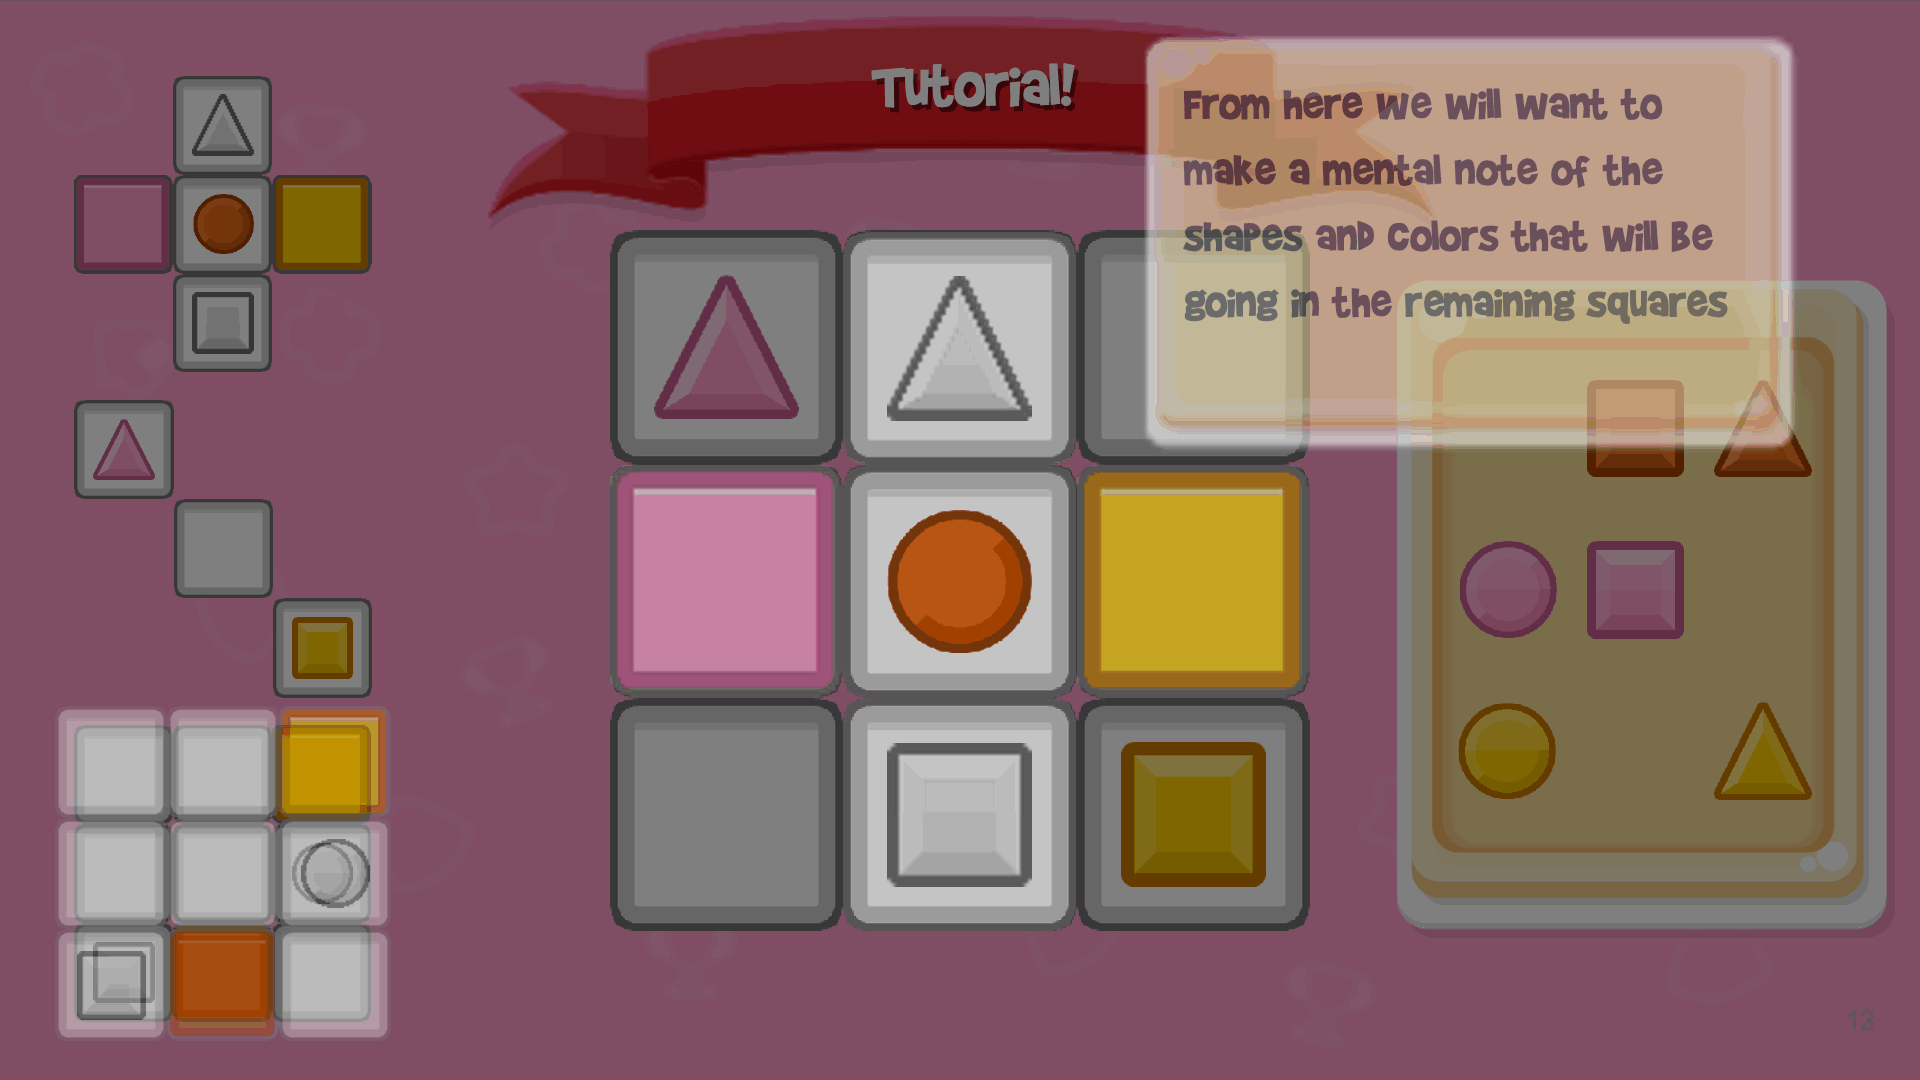 Tutorial!
From here we will want to
make a mental note of the
shapes and colors that will be
going in the remaining squares
12